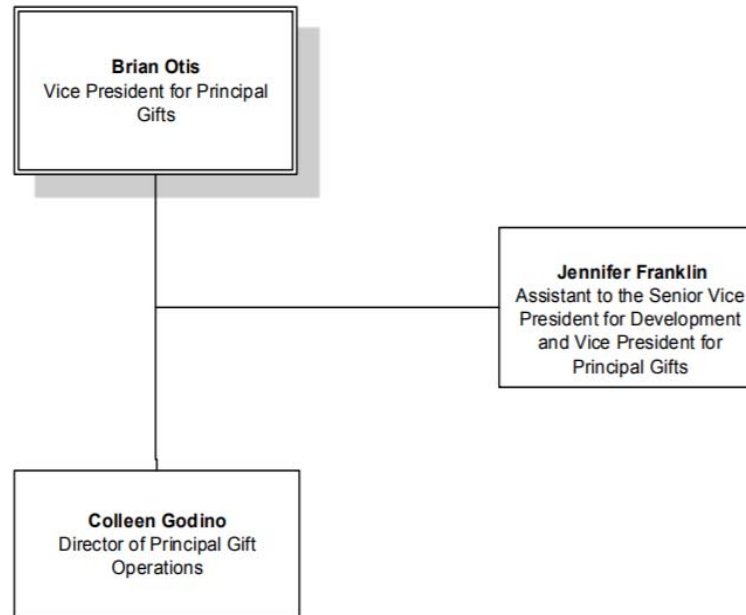 Brian Otis
Vice President for Principal
Gifts
Jennifer Franklin
Assistant to the Senior Vice
President for Development
and Vice President for
Principal Gifts
Colleen Godino
Director of Principal Gift
Operations